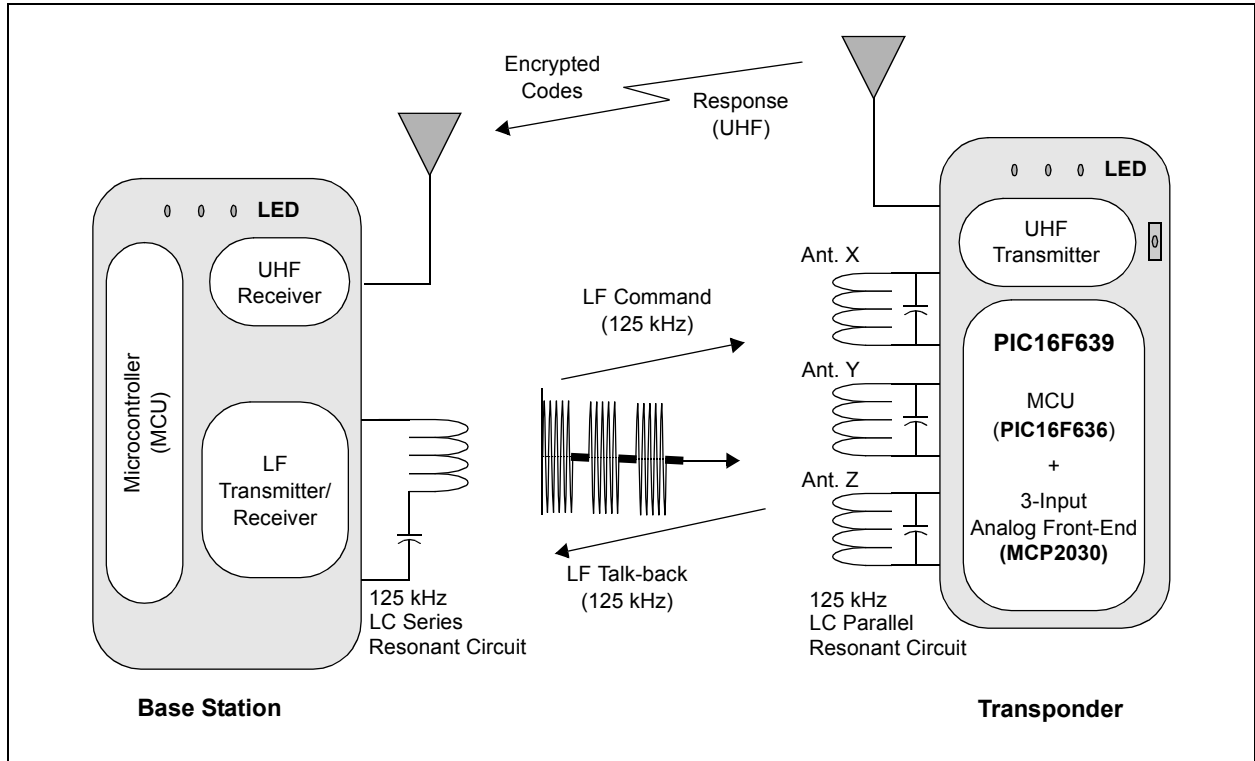 Encrypted
Codes
Response
(UHF)
LED
UHF
Receiver
Microcontroller
(MCU)
LF
Transmitter/
Receiver
125 kHz
LC Series
Resonant Circuit
Base Station
LF Command
(125 kHz)
LF Talk-back
(125 kHz)
Ant. X
Ant. Y
Ant. Z
125 kHz
LC Parallel
Resonant Circuit
LED
UHF
Transmitter
PIC16F639
MCU
(PIC16F636)
+
3-Input
Analog Front-End
(MCP2030)
Transponder